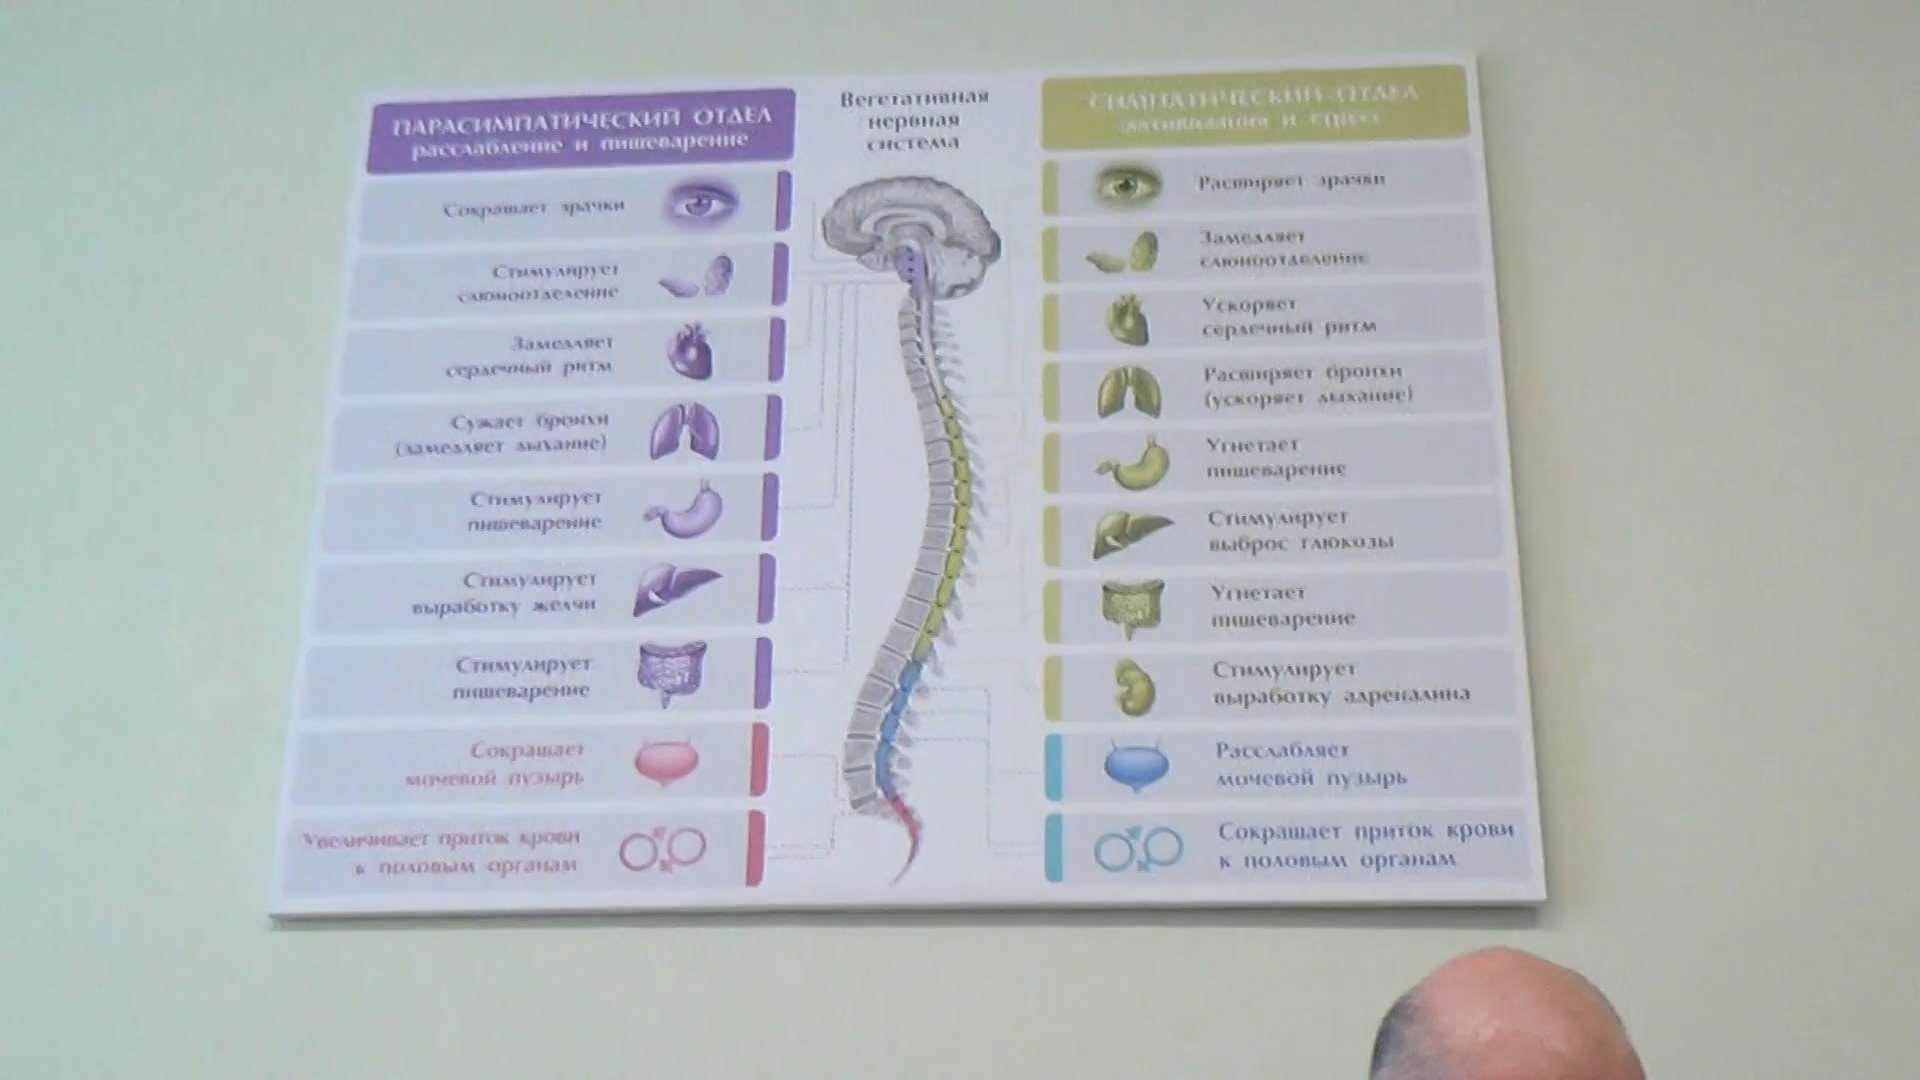 ПАРАСИМПАТИЧЕСКИЙ ОТДЕЛ
расслабление и пищеварение
Сокращает зрачки
Стимулирует
слюноотделение
Замедляет
сердечный ритм
Сужает бронхи
(замедляет дыхание)
Стимулирует
пищеварение
Стимулирует
выработку желчи
Стимулирует
пищеварение
Сокращает
мочевой пузырь
Увеличивает приток крови
к половым органам
Вегетативная
нервная
система
СИМПАТИЧЕСКИЙ ОТДЕЛ
активизация и стресс
Расширяет зрачки
Замедляет
слюноотделение
Ускоряет
сердечный ритм
Расширяет бронхи
(ускоряет дыхание)
Угнетает
пищеварение
Стимулирует
выброс глюкозы
Угнетает
пищеварение
Стимулирует
выработку адреналина
Расслабляет
мочевой пузырь
Сокращает приток крови
к половым органам